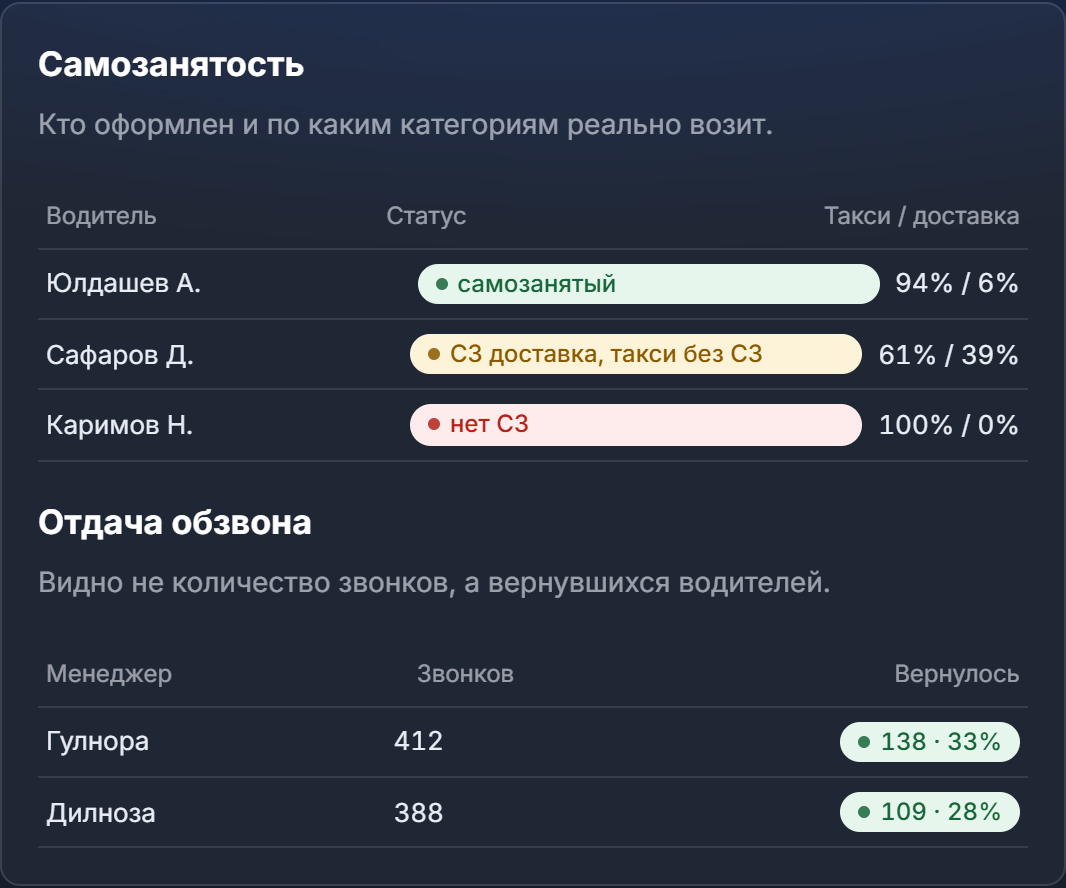 Самозанятость
Кто оформлен и по каким категориям реально возит.
Водитель Статус Такси / доставка
Юлдашев А. самозанятый 94% / 6%
Сафаров Д. СЗ доставка, такси без СЗ 61% / 39%
Каримов Н. нет СЗ 100% / 0%
Отдача обзвона
Видно не количество звонков, а вернувшихся водителей.
Менеджер Звонков Вернулось
Гулнора 412 138 · 33%
Дилноза 388 109 · 28%